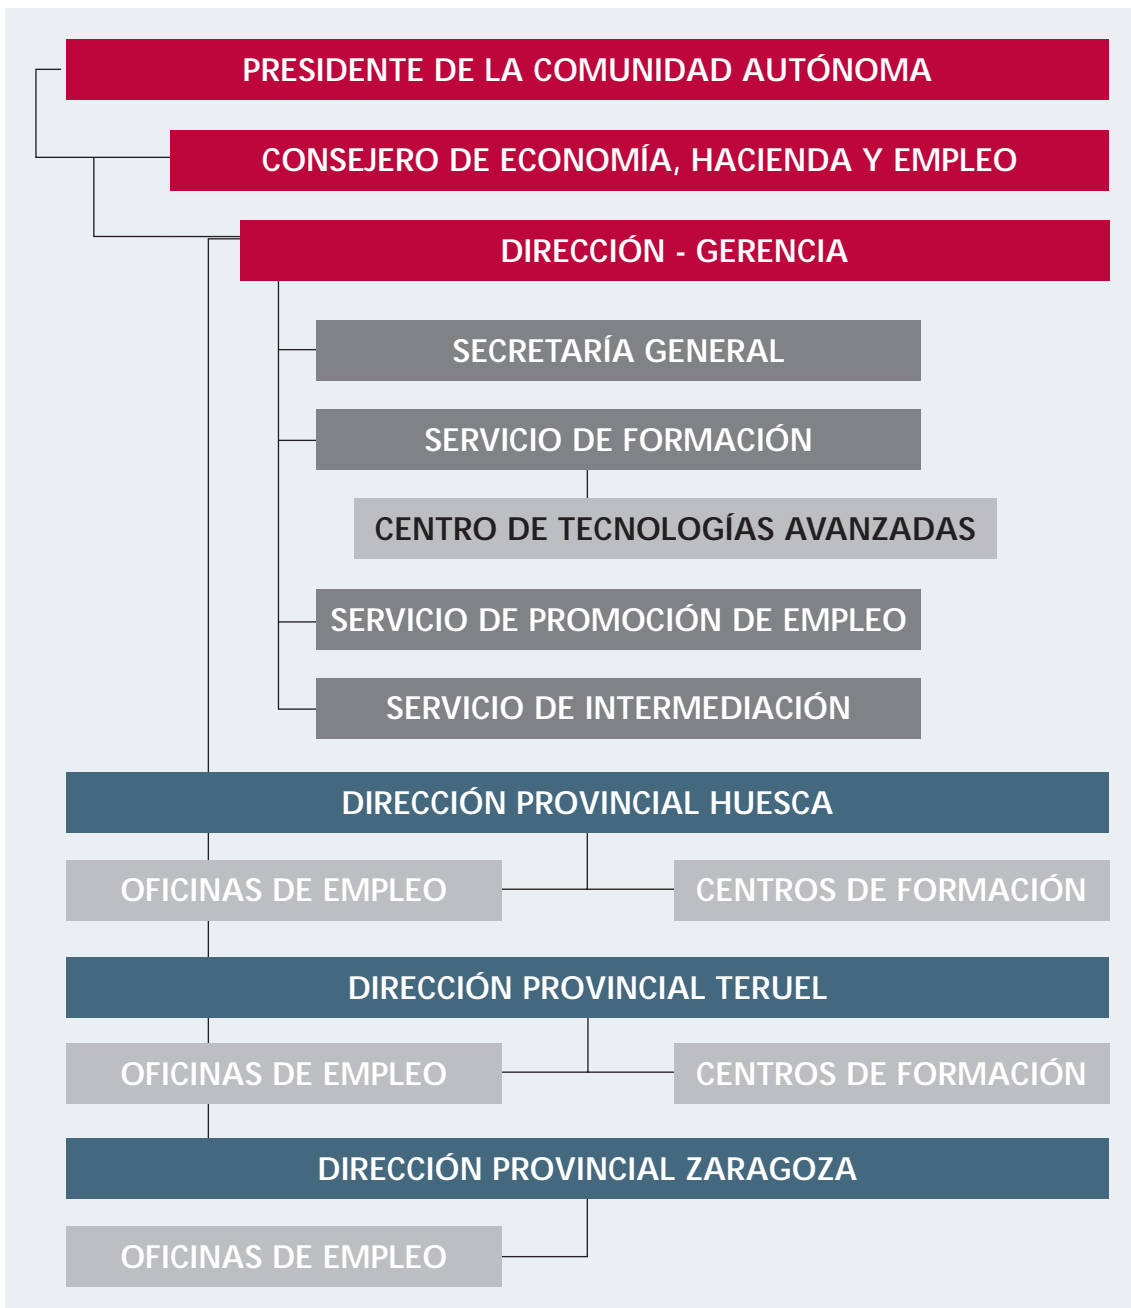 PRESIDENTE DE LA COMUNIDAD AUTÓNOMA
CONSEJERO DE ECONOMÍA, HACIENDA Y EMPLEO
DIRECCIÓN - GERENCIA
SECRETARÍA GENERAL
SERVICIO DE FORMACIÓN
CENTRO DE TECNOLOGÍAS AVANZADAS
SERVICIO DE PROMOCIÓN DE EMPLEO
SERVICIO DE INTERMEDIACIÓN
DIRECCIÓN PROVINCIAL HUESCA
OFICINAS DE EMPLEO
CENTROS DE FORMACIÓN
DIRECCIÓN PROVINCIAL TERUEL
OFICINAS DE EMPLEO
CENTROS DE FORMACIÓN
DIRECCIÓN PROVINCIAL ZARAGOZA
OFICINAS DE EMPLEO